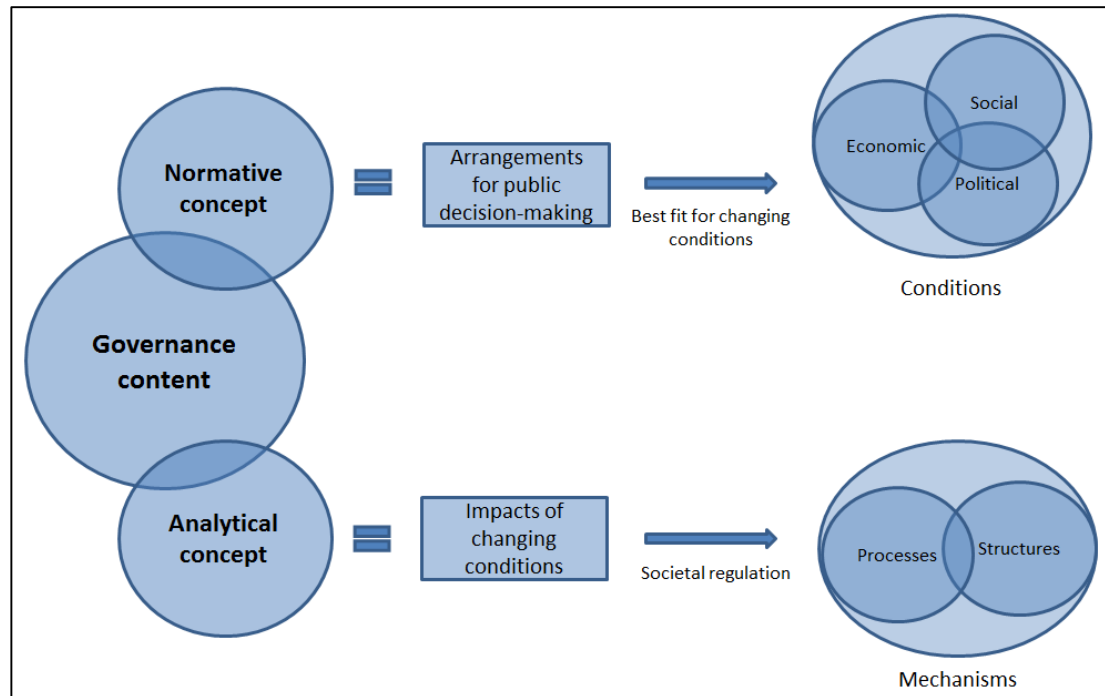 Normative
concept
Arrangements
for public
decision-making
Best fit for changing
conditions
Social
Economic
Political
Conditions
Governance
content
Analytical
concept
Impacts of
changing
conditions
Societal regulation
Processes
Structures
Mechanisms